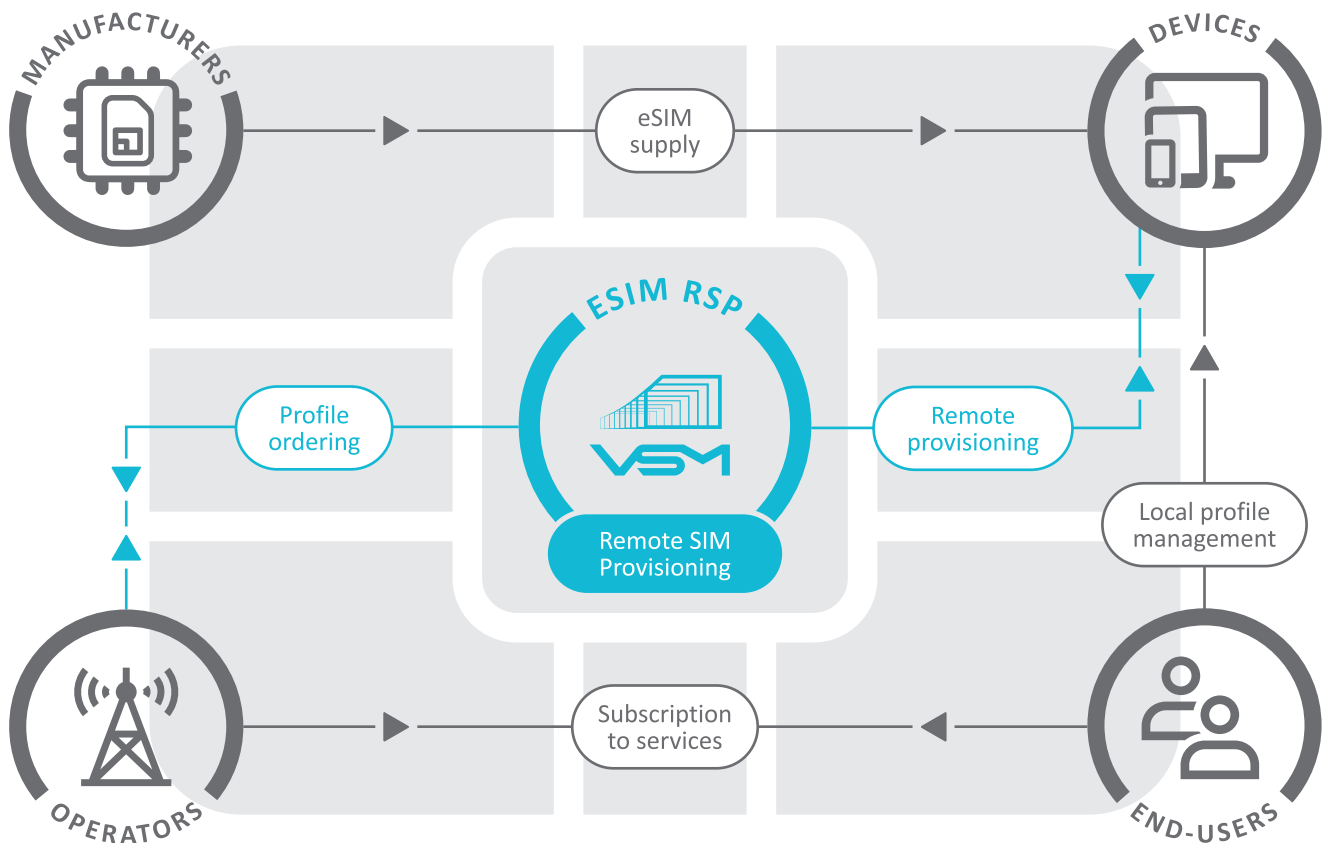 MANUFACTURERS
DEVICES
eSIM
supply
ESIM RSP
VSM
Profile
ordering
Remote
provisioning
Remote SIM
Provisioning
Local profile
management
Subscription
to services
OPERATORS
END-USERS